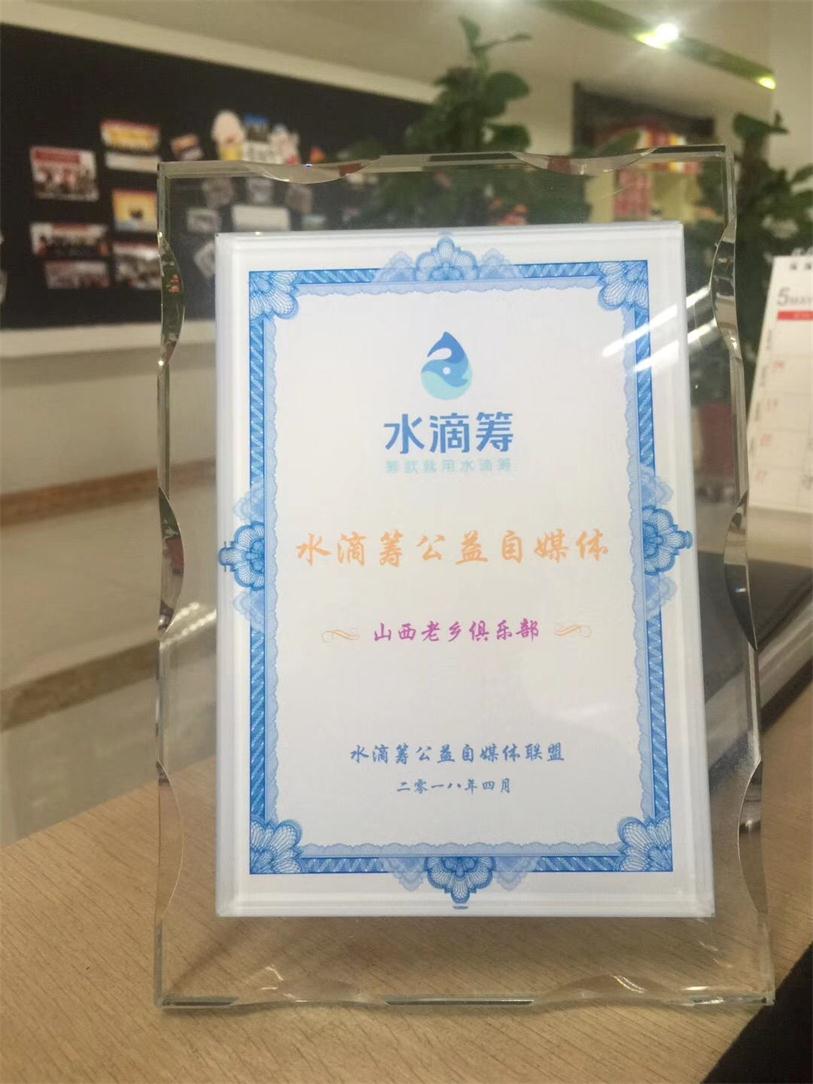 水滴筹
筹款就用水滴筹
水滴筹公益自媒体
山西老乡俱乐部
水滴筹公益自媒体联盟
二零一八年四月
5MAY